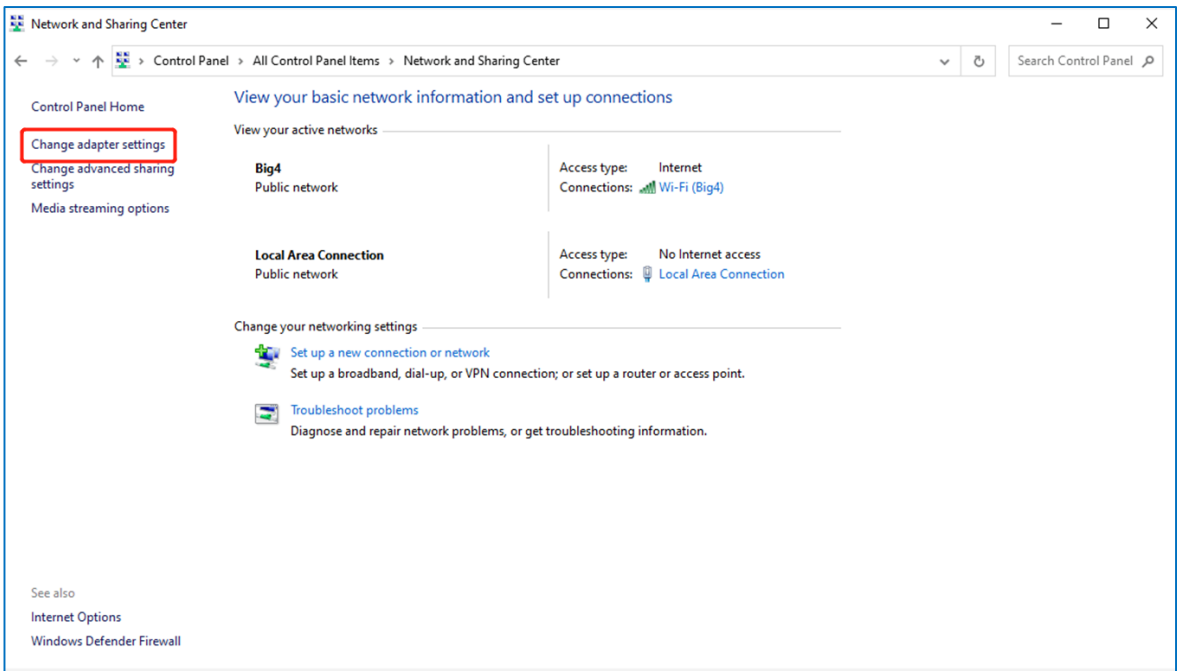 Network and Sharing Center
Control Panel > All Control Panel Items > Network and Sharing Center
Search Control Panel
Control Panel Home
Change adapter settings
Change advanced sharing
settings
Media streaming options
View your basic network information and set up connections
View your active networks
Big4
Public network
Access type: Internet
Connections: Wi-Fi (Big4)
Local Area Connection
Public network
Access type: No Internet access
Connections: Local Area Connection
Change your networking settings
Set up a new connection or network
Set up a broadband, dial-up, or VPN connection; or set up a router or access point.
Troubleshoot problems
Diagnose and repair network problems, or get troubleshooting information.
See also
Internet Options
Windows Defender Firewall